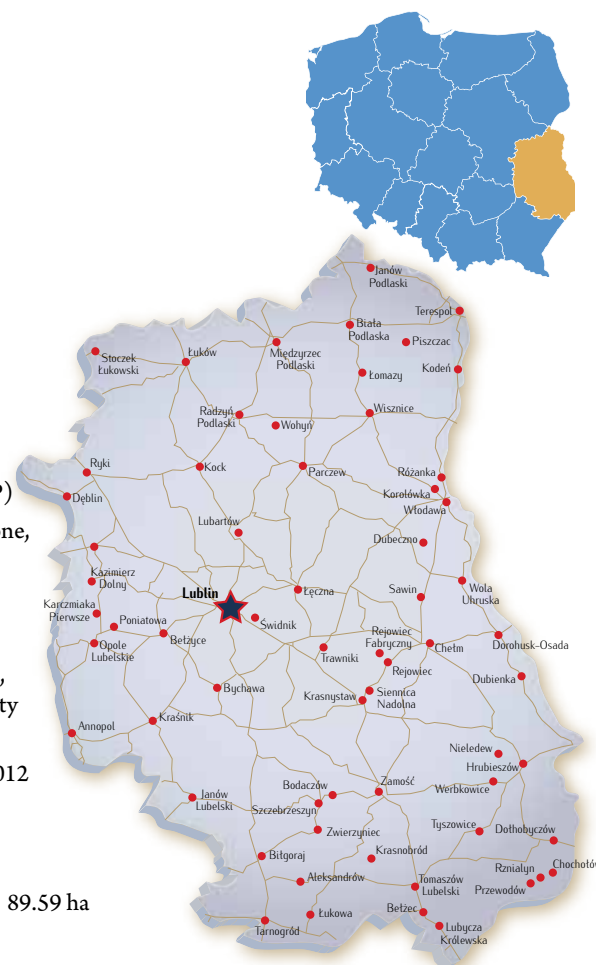 Janów
Podlaski
Terespol
Biała
Podlaska
Piszczac
Stoczek
Łukowski
Łuków
Międzyrzec
Podlaski
Łomazy
Kodeń
Radzyń
Podlaski
Wohyń
Wisznice
Ryki
Kock
Parczew
Różanka
Korolówka
Włodawa
Dęblin
)
one,
Lubartów
Dubeczno
Kazimierz
Dolny
Lublin
Łęczna
Sawin
Wola
Uhruska
Karczmiaka
Pierwsze
Poniatowa
Świdnik
Opole
Lubelskie
Bełżyce
Trawniki
Rejowiec
Fabryczny
Chełm
Dorohusk–Osada
Rejowiec
,
ty
Bychawa
Krasnystaw
Siennica
Nadolna
Dubienka
Annopol
Kraśnik
Nieledew
Hrubieszów
012
Janów
Lubelski
Bodaczów
Zamość
Werbkowice
Szczebrzeszyn
Zwierzyniec
Tyszowice
Dothobyczów
Biłgoraj
Krasnobród
Aleksandrów
Tomaszów
Lubelski
Rznialyn
Chochołów
Przewodów
89.59 ha
Łukowa
Bełżec
Tarnogród
Lubycza
Królewska